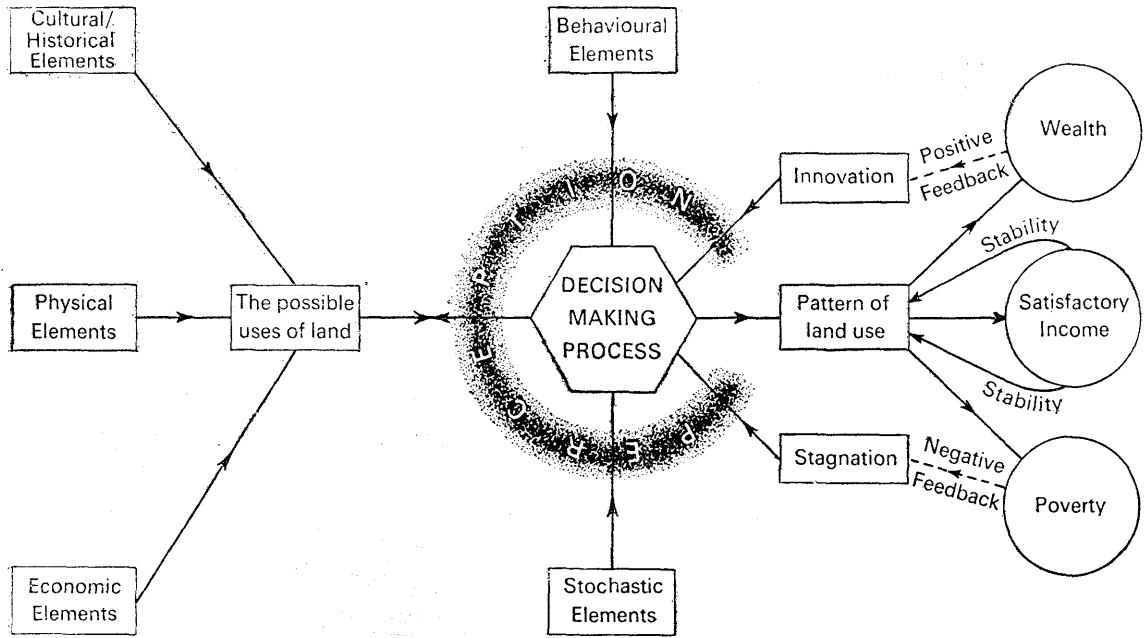 Cultural/
Historical
Elements
Behavioural
Elements
Wealth
Positive
Feedback
Innovation
PERCEPTION
Stability
Physical
Elements
The possible
uses of land
DECISION
MAKING
PROCESS
Pattern of
land use
Satisfactory
Income
Stability
Stagnation
Negative
Feedback
Poverty
Economic
Elements
Stochastic
Elements